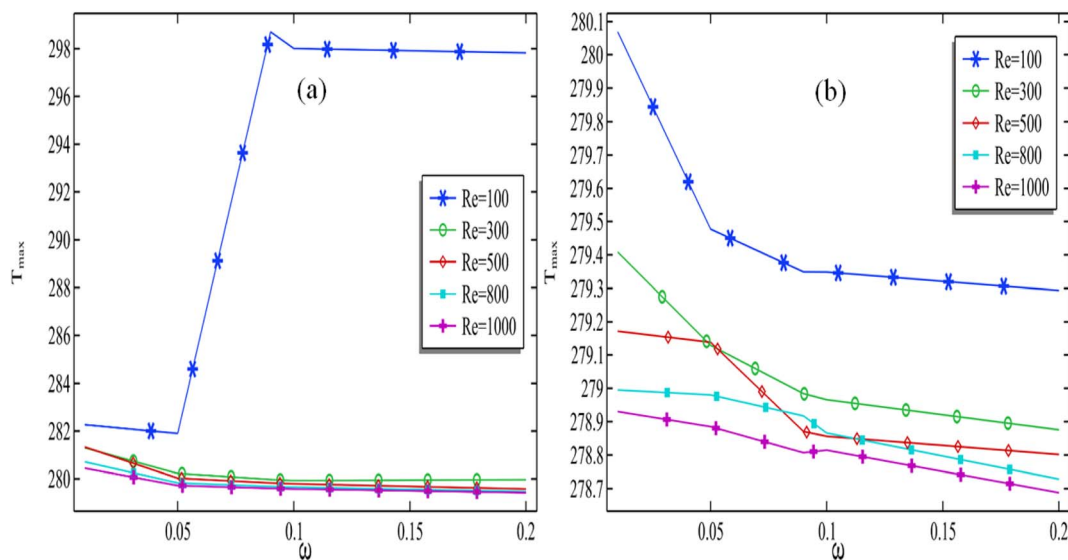 298
296
294
292
290
288
286
284
282
280
T max
(a)
Re=100
Re=300
Re=500
Re=800
Re=1000
0.05
0.1
0.15
0.2
ω
280.1
280
279.9
279.8
279.7
279.6
279.5
279.4
279.3
279.2
279.1
279
278.9
278.8
278.7
T max
(b)
Re=100
Re=300
Re=500
Re=800
Re=1000
0.05
0.1
0.15
0.2
ω